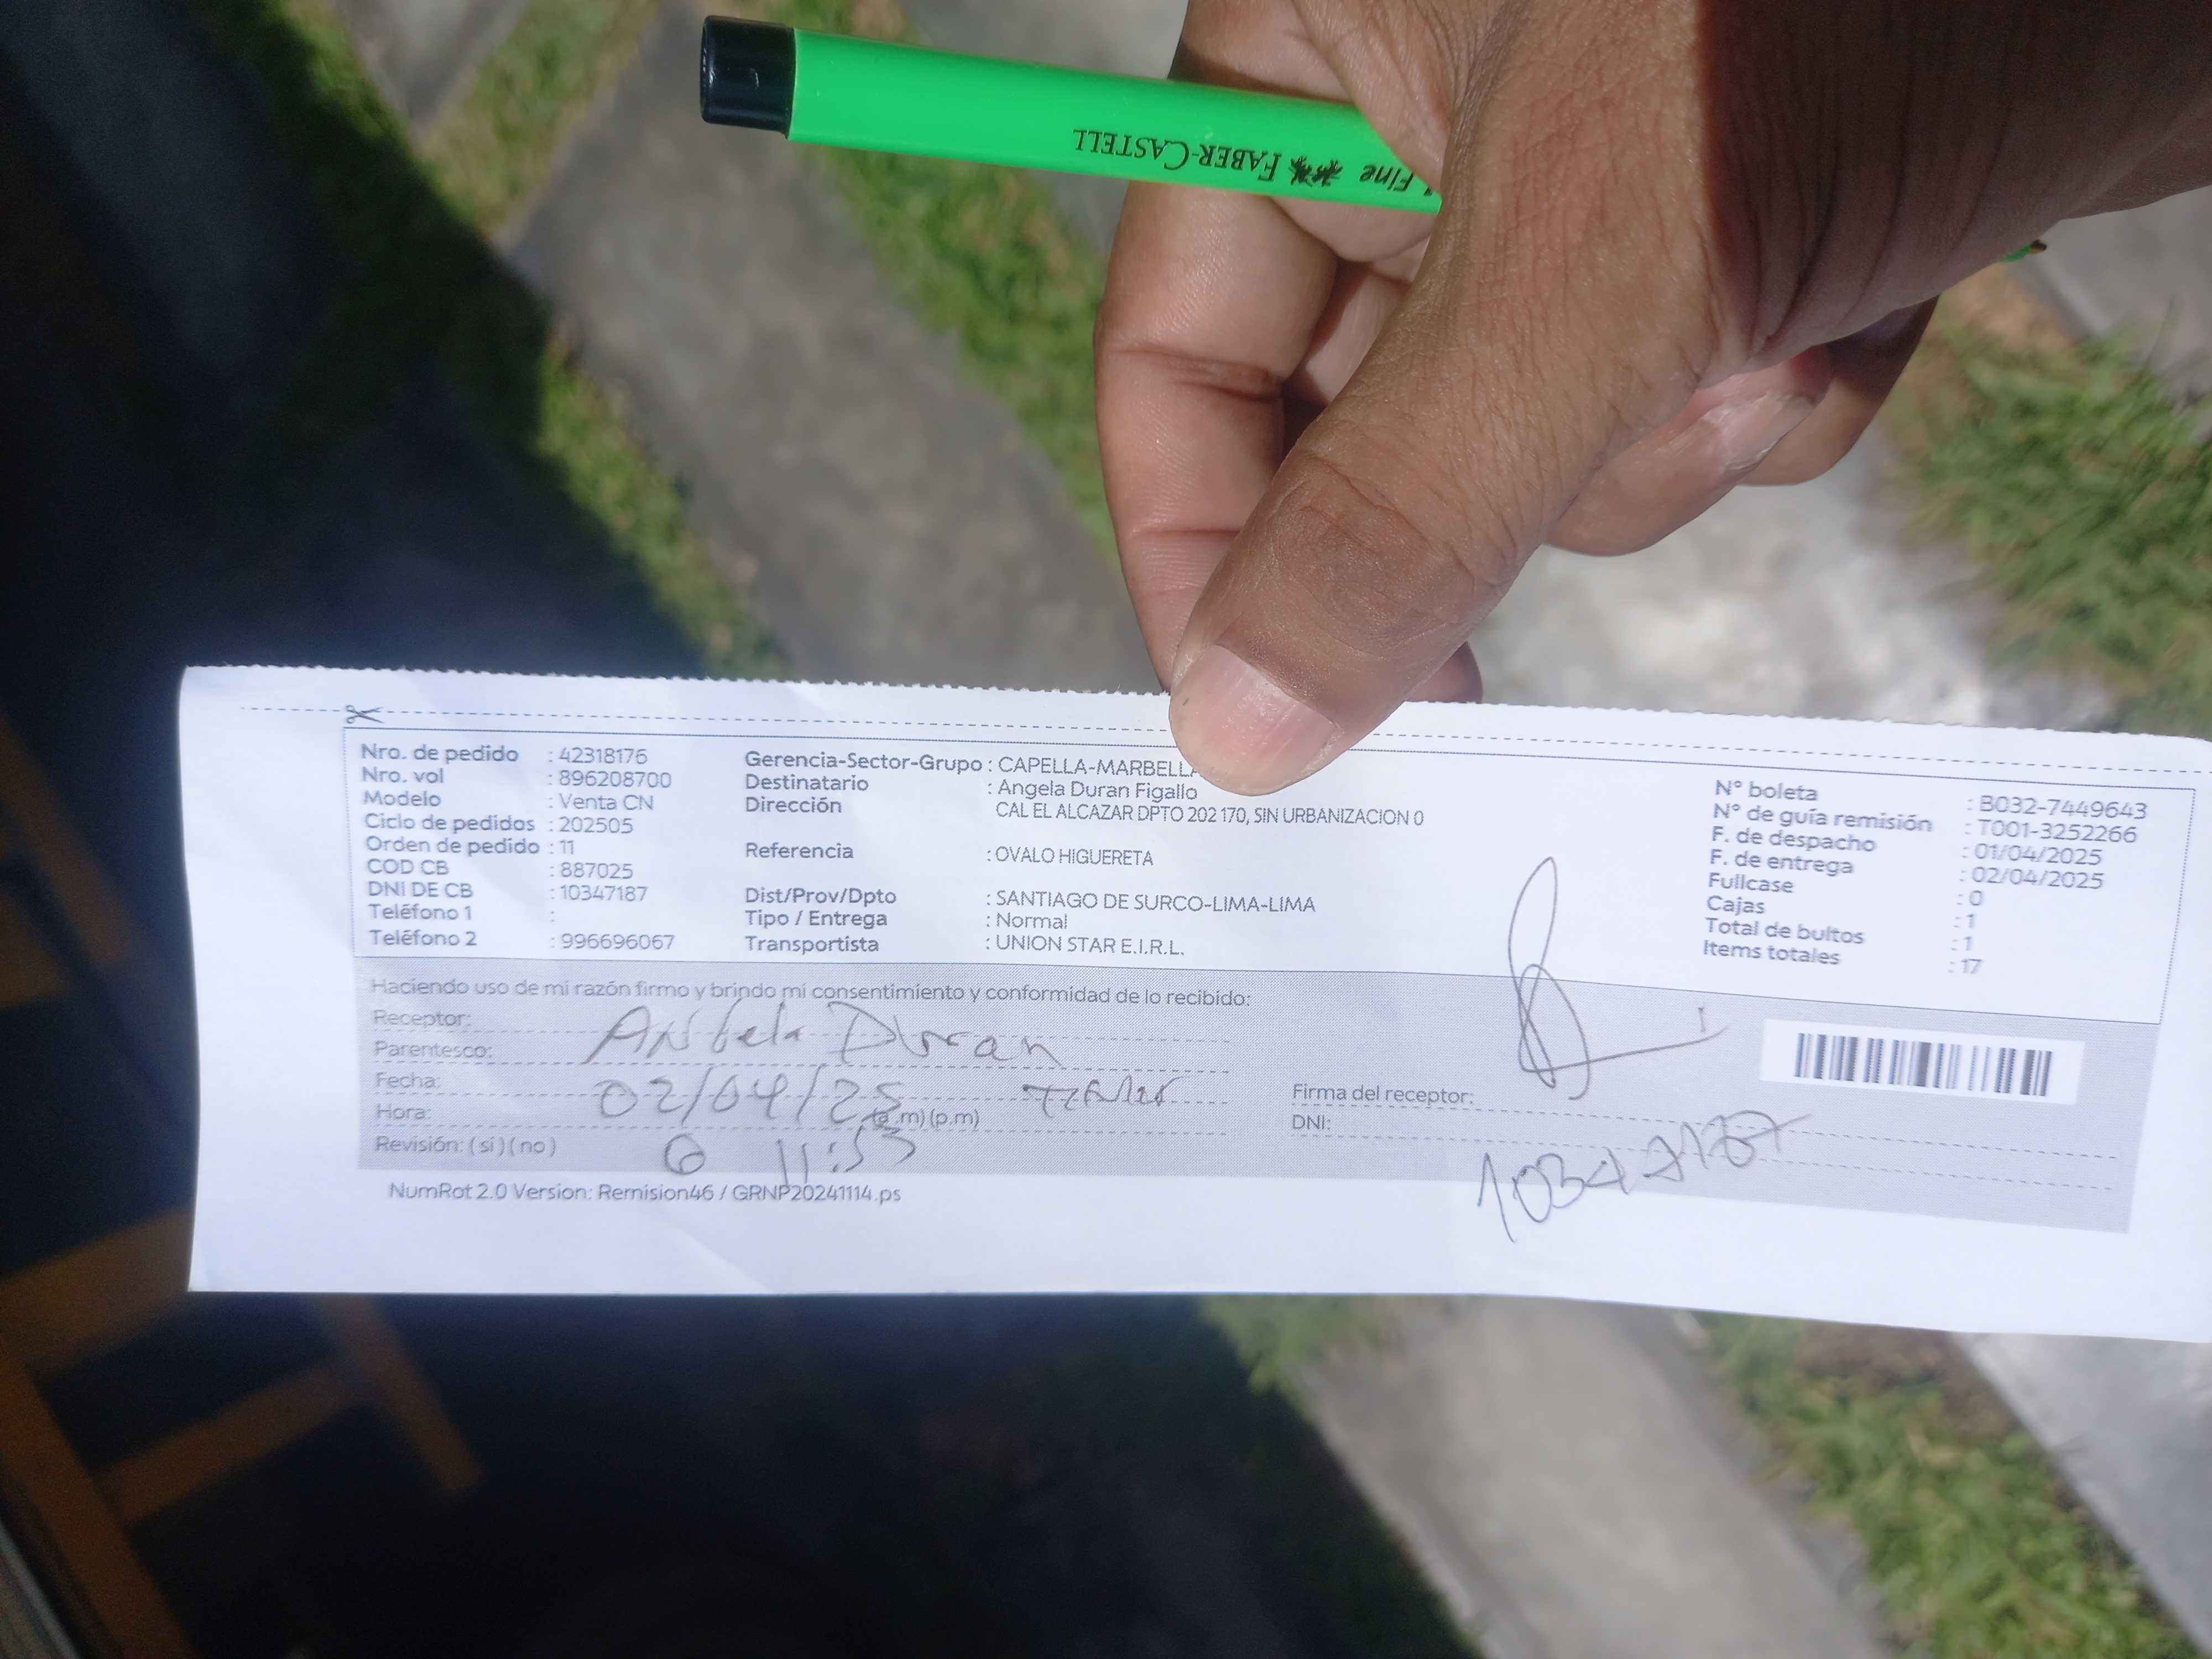 Fine FABER-CASTELL
Nro. de pedido : 42318176
Nro. vol : 896208700
Modelo : Venta CN
Ciclo de pedidos : 202505
Orden de pedido : 11
COD CB : 887025
DNI DE CB : 10347187
Teléfono 1 :
Teléfono 2 : 996696067
Gerencia-Sector-Grupo : CAPELLA-MARBELLA
Destinatario : Angela Duran Figallo
Dirección CAL EL ALCAZAR DPTO 202 170, SIN URBANIZACION 0
Referencia : OVALO HIGUERETA
Dist/Prov/Dpto : SANTIAGO DE SURCO-LIMA-LIMA
Tipo / Entrega : Normal
Transportista : UNION STAR E.I.R.L.
N° boleta : B032-7449643
N° de guía remisión : T001-3252266
F. de despacho : 01/04/2025
F. de entrega : 02/04/2025
Fullcase : 0
Cajas : 1
Total de bultos : 1
Items totales : 17
Haciendo uso de mi razón firmo y brindo mi consentimiento y conformidad de lo recibido:
Receptor: Angela Duran
Parentesco:
Fecha: 02/04/25
Hora: (a.m) (p.m)
Revisión: (si) (no) 11:53
Firma del receptor:
DNI: 10347187
NumRot 2.0 Version: Remision46 / GRNP20241114.ps